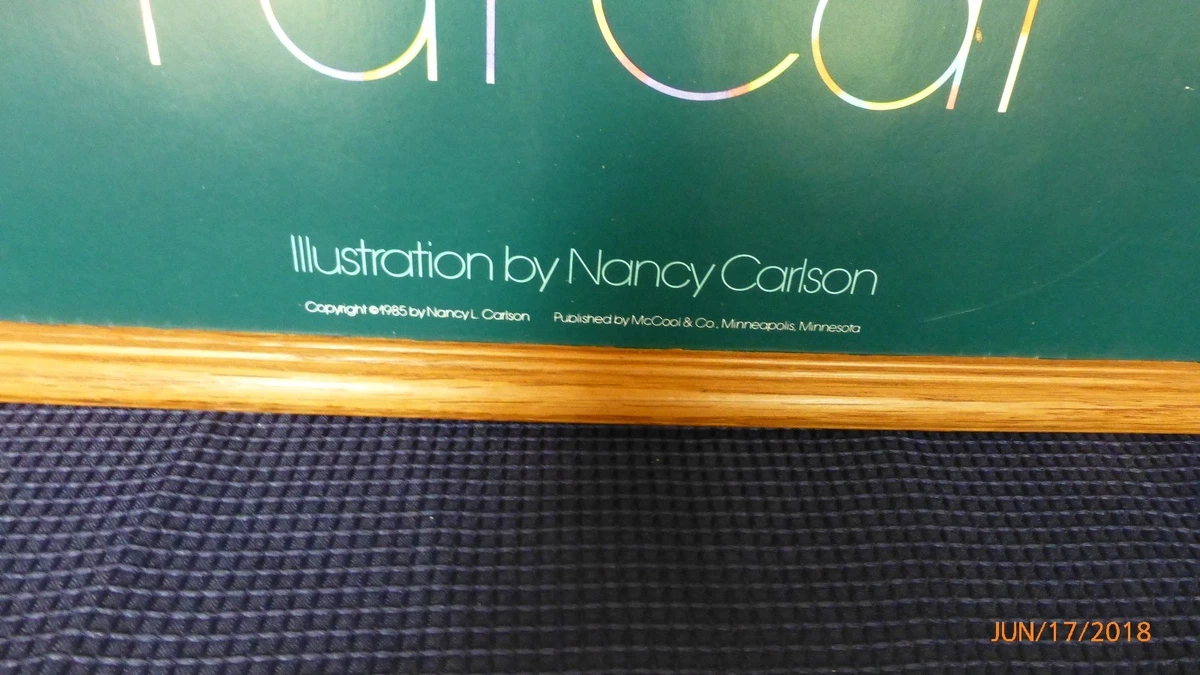 Illustration by Nancy Carlson
Copyright ©1985 by Nancy L. Carlson Published by McCool & Co., Minneapolis, Minnesota
JUN/17/2018